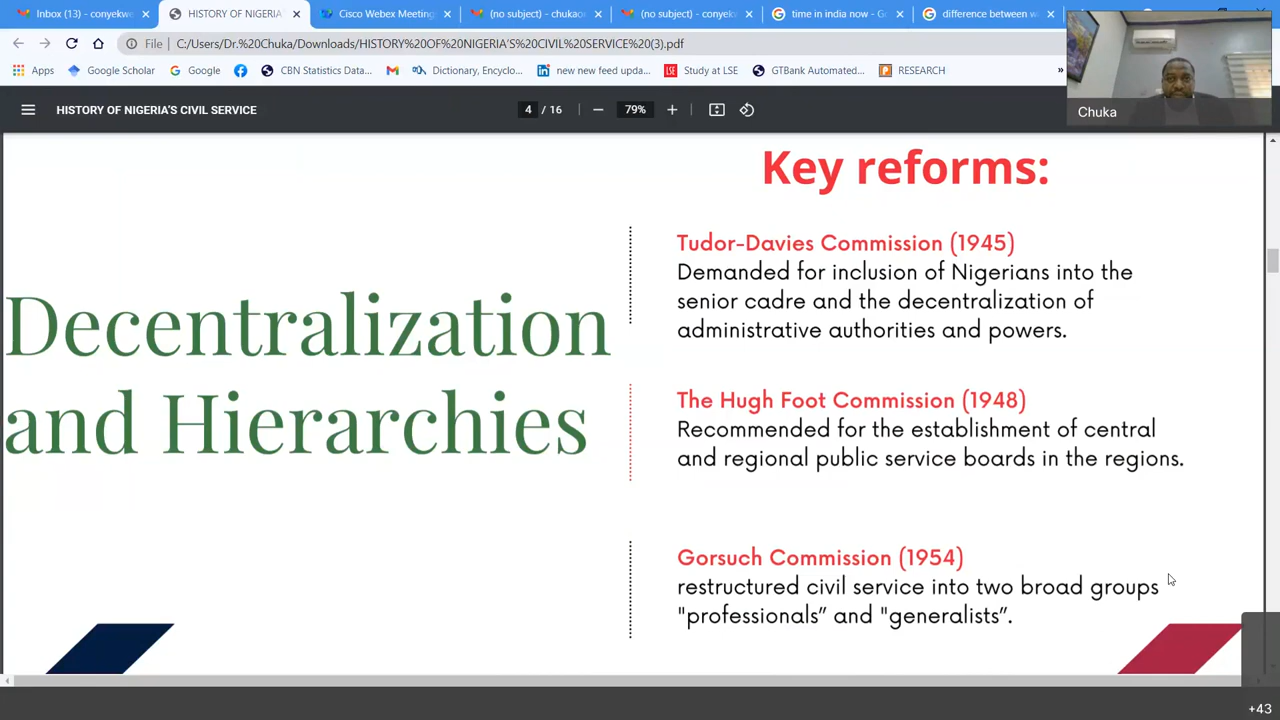 Inbox (13) - conyekw
HISTORY OF NIGERIA'
Cisco Webex Meeting
(no subject) - chukao
(no subject) - conyekw
time in india now - Go
difference between w
File
C:/Users/Dr.%20Chuka/Downloads/HISTORY%20OF%20NIGERIA'S%20CIVIL%20SERVICE%20(3).pdf
Apps
Google Scholar
Google
CBN Statistics Data...
Dictionary, Encyclo...
new new feed upda...
Study at LSE
GTBank Automated...
RESEARCH
»
Chuka
HISTORY OF NIGERIA'S CIVIL SERVICE
4 / 16
79%
Key reforms:
Tudor-Davies Commission (1945)
Demanded for inclusion of Nigerians into the
senior cadre and the decentralization of
administrative authorities and powers.
Decentralization
and Hierarchies
The Hugh Foot Commission (1948)
Recommended for the establishment of central
and regional public service boards in the regions.
Gorsuch Commission (1954)
restructured civil service into two broad groups
"professionals” and "generalists”.
+43